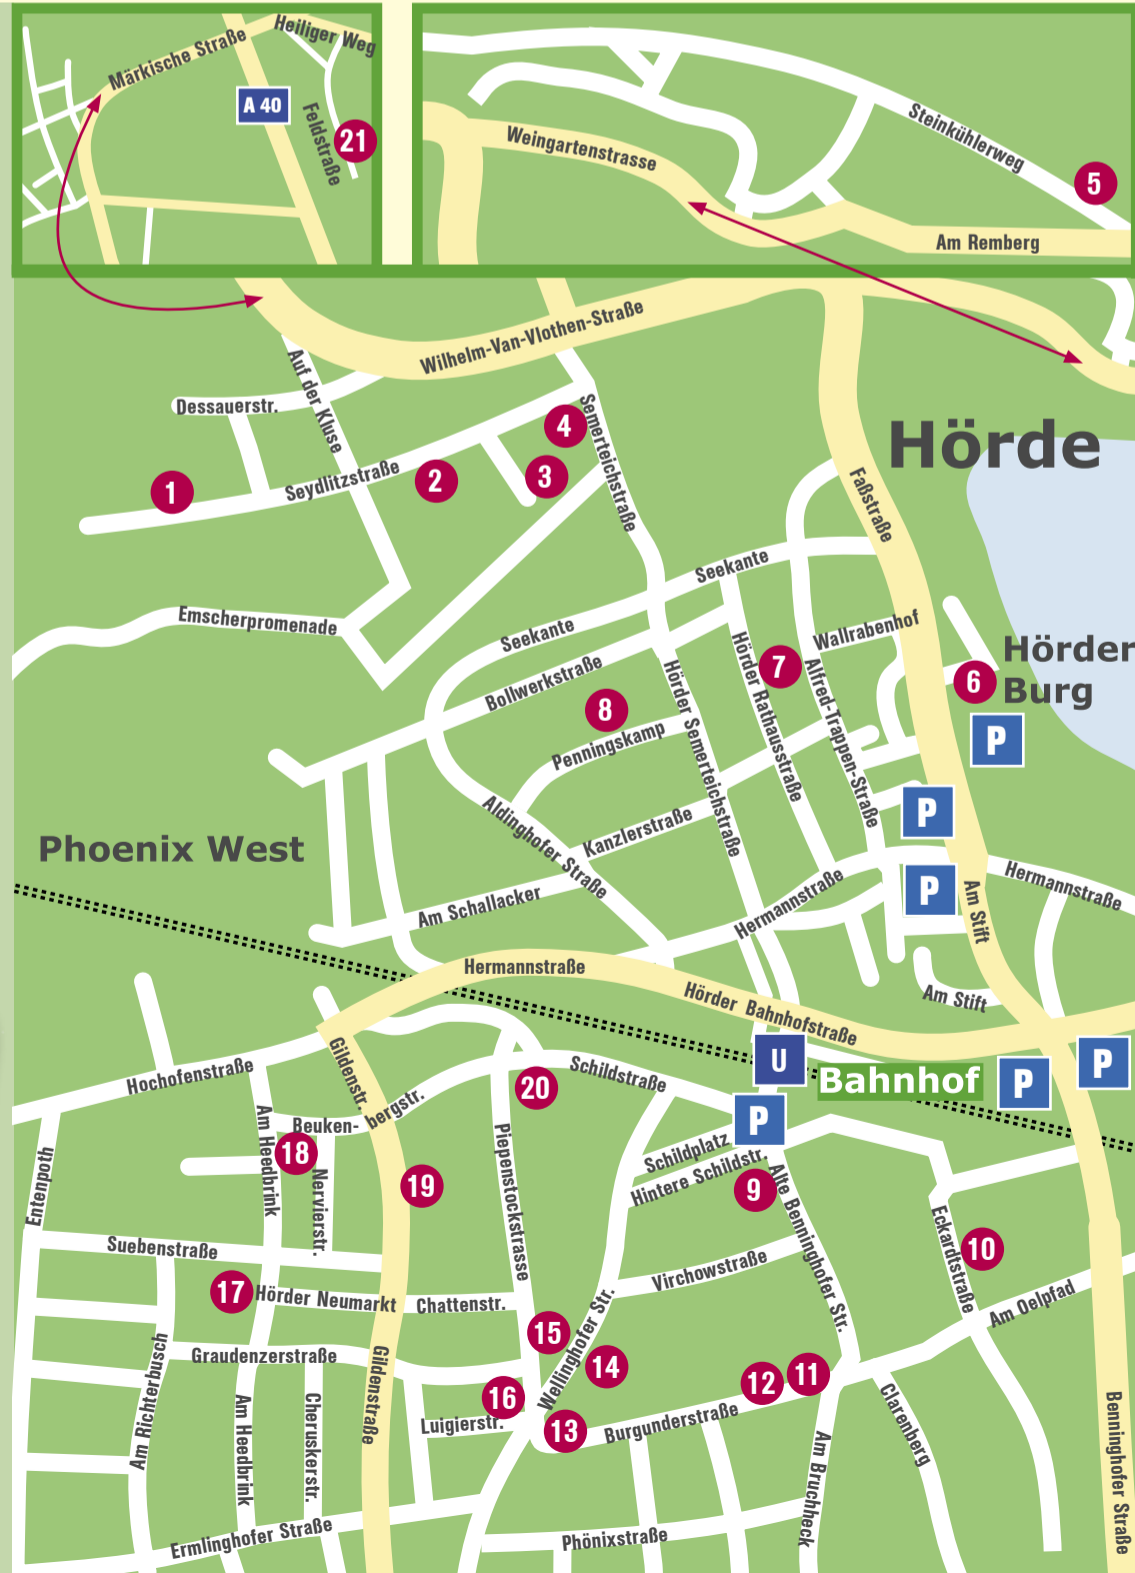 Märkische Straße
Heiliger Weg
A 40
Feldstraße
21
Weingartenstrasse
Steinkühlerweg
5
Am Remberg
Wilhelm-Van-Vlothen-Straße
Auf der Kluse
Dessauerstr.
Semerteichstraße
4
Hörde
3
2
Seydlitzstraße
1
Faßstraße
Seekante
Emscherpromenade
Seekante
Wallrabenhof
Hörder
Burg
6
7
Hörder Rathausstraße
Alfred-Trappen-Straße
Bollwerkstraße
Hörder Semerteichstraße
8
Penningskamp
P
P
Aldinghofer Straße
Kanzlerstraße
Phoenix West
Hermannstraße
P
Am Stift
Hermannstraße
Am Schallacker
Hermannstraße
Hörder Bahnhofstraße
Am Stift
U
Bahnhof
P
P
Gildenstr.
Hochofenstraße
Schildstraße
20
P
Beuken-
bergstr.
Am Heedbrink
18
Nervierstr.
Piepenstockstrasse
Schildplatz
Hintere Schildstr.
9
Alte Benninghofer Str.
19
Entenpoth
Eckardtstraße
10
Suebenstraße
Virchowstraße
17
Hörder Neumarkt
Chattenstr.
Am Oelpfad
15
Wellinghofer Str.
14
Graudenzerstraße
Am Richterbusch
Gildenstraße
12
11
16
Clarenberg
Luigierstr.
13
Burgunderstraße
Am Heedbrink
Cheruskerstr.
Am Bruchheck
Benninghofer Straße
Ermlinghofer Straße
Phönixstraße